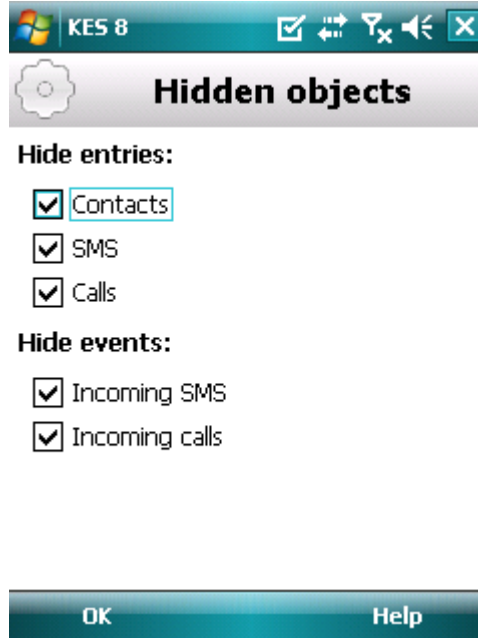 KES 8
Hidden objects
Hide entries:
Contacts
SMS
Calls
Hide events:
Incoming SMS
Incoming calls
OK Help